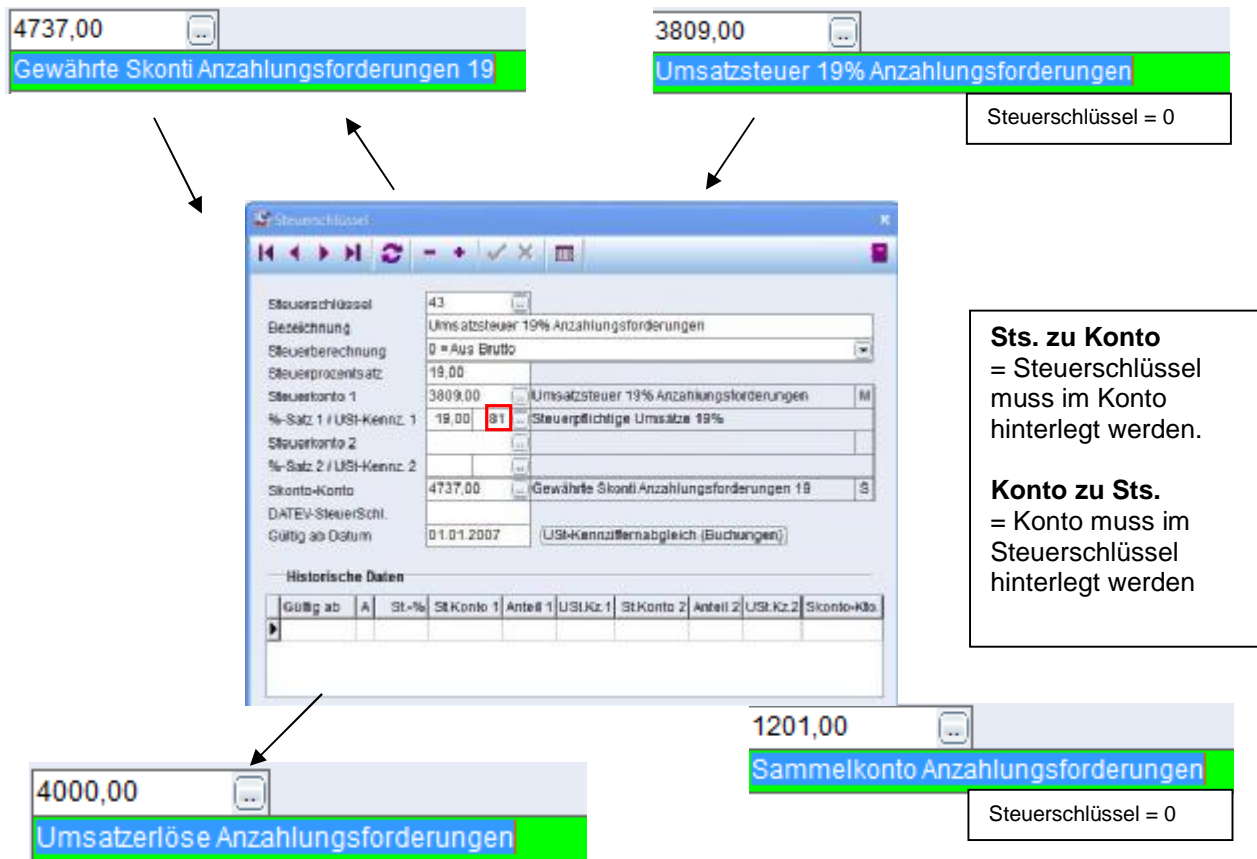 4737,00 ..
Gewährte Skonti Anzahlungsforderungen 19
3809,00 ..
Umsatzsteuer 19% Anzahlungsforderungen
Steuerschlüssel = 0
Steuerschlüssel
Steuerschlüssel 43 ..
Bezeichnung Umsatzsteuer 19% Anzahlungsforderungen
Steuerberechnung 0 = Aus Brutto
Steuerprozentsatz 19,00
Steuerkonto 1 3809,00 .. Umsatzsteuer 19% Anzahlungsforderungen M
%-Satz 1 / USt-Kennz. 1 19,00 81 .. Steuerpflichtige Umsätze 19%
Steuerkonto 2 ..
%-Satz 2 / USt-Kennz. 2 ..
Skonto-Konto 4737,00 .. Gewährte Skonti Anzahlungsforderungen 19 S
DATEV-SteuerSchl.
Gültig ab Datum 01.01.2007 USt-Kennziffernabgleich (Buchungen)
Historische Daten
Gültig ab A St.-% St.Konto 1 Anteil 1 USt.Kz.1 St.Konto 2 Anteil 2 USt.Kz.2 Skonto-Kto.
Sts. zu Konto
= Steuerschlüssel
muss im Konto
hinterlegt werden.
Konto zu Sts.
= Konto muss im
Steuerschlüssel
hinterlegt werden
4000,00 ..
Umsatzerlöse Anzahlungsforderungen
1201,00 ..
Sammelkonto Anzahlungsforderungen
Steuerschlüssel = 0